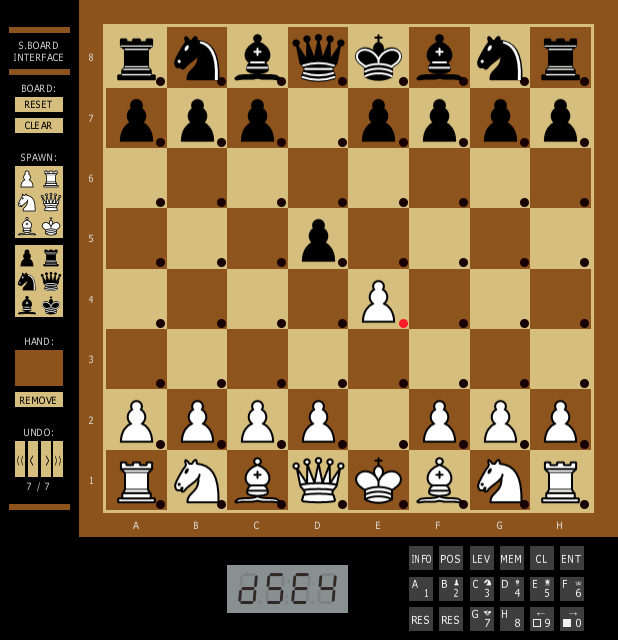 S.BOARD
INTERFACE
BOARD:
RESET
CLEAR
SPAWN:
HAND:
REMOVE
UNDO:
⟨⟨ ⟨ ⟩ ⟩⟩
7 / 7
8
7
6
5
4
3
2
1
A B C D E F G H
d5E4
INFO POS LEV MEM CL ENT
A 1 B 2 C 3 D 4 E 5 F 6
RES RES G 7 H 8 ← 9 → 0